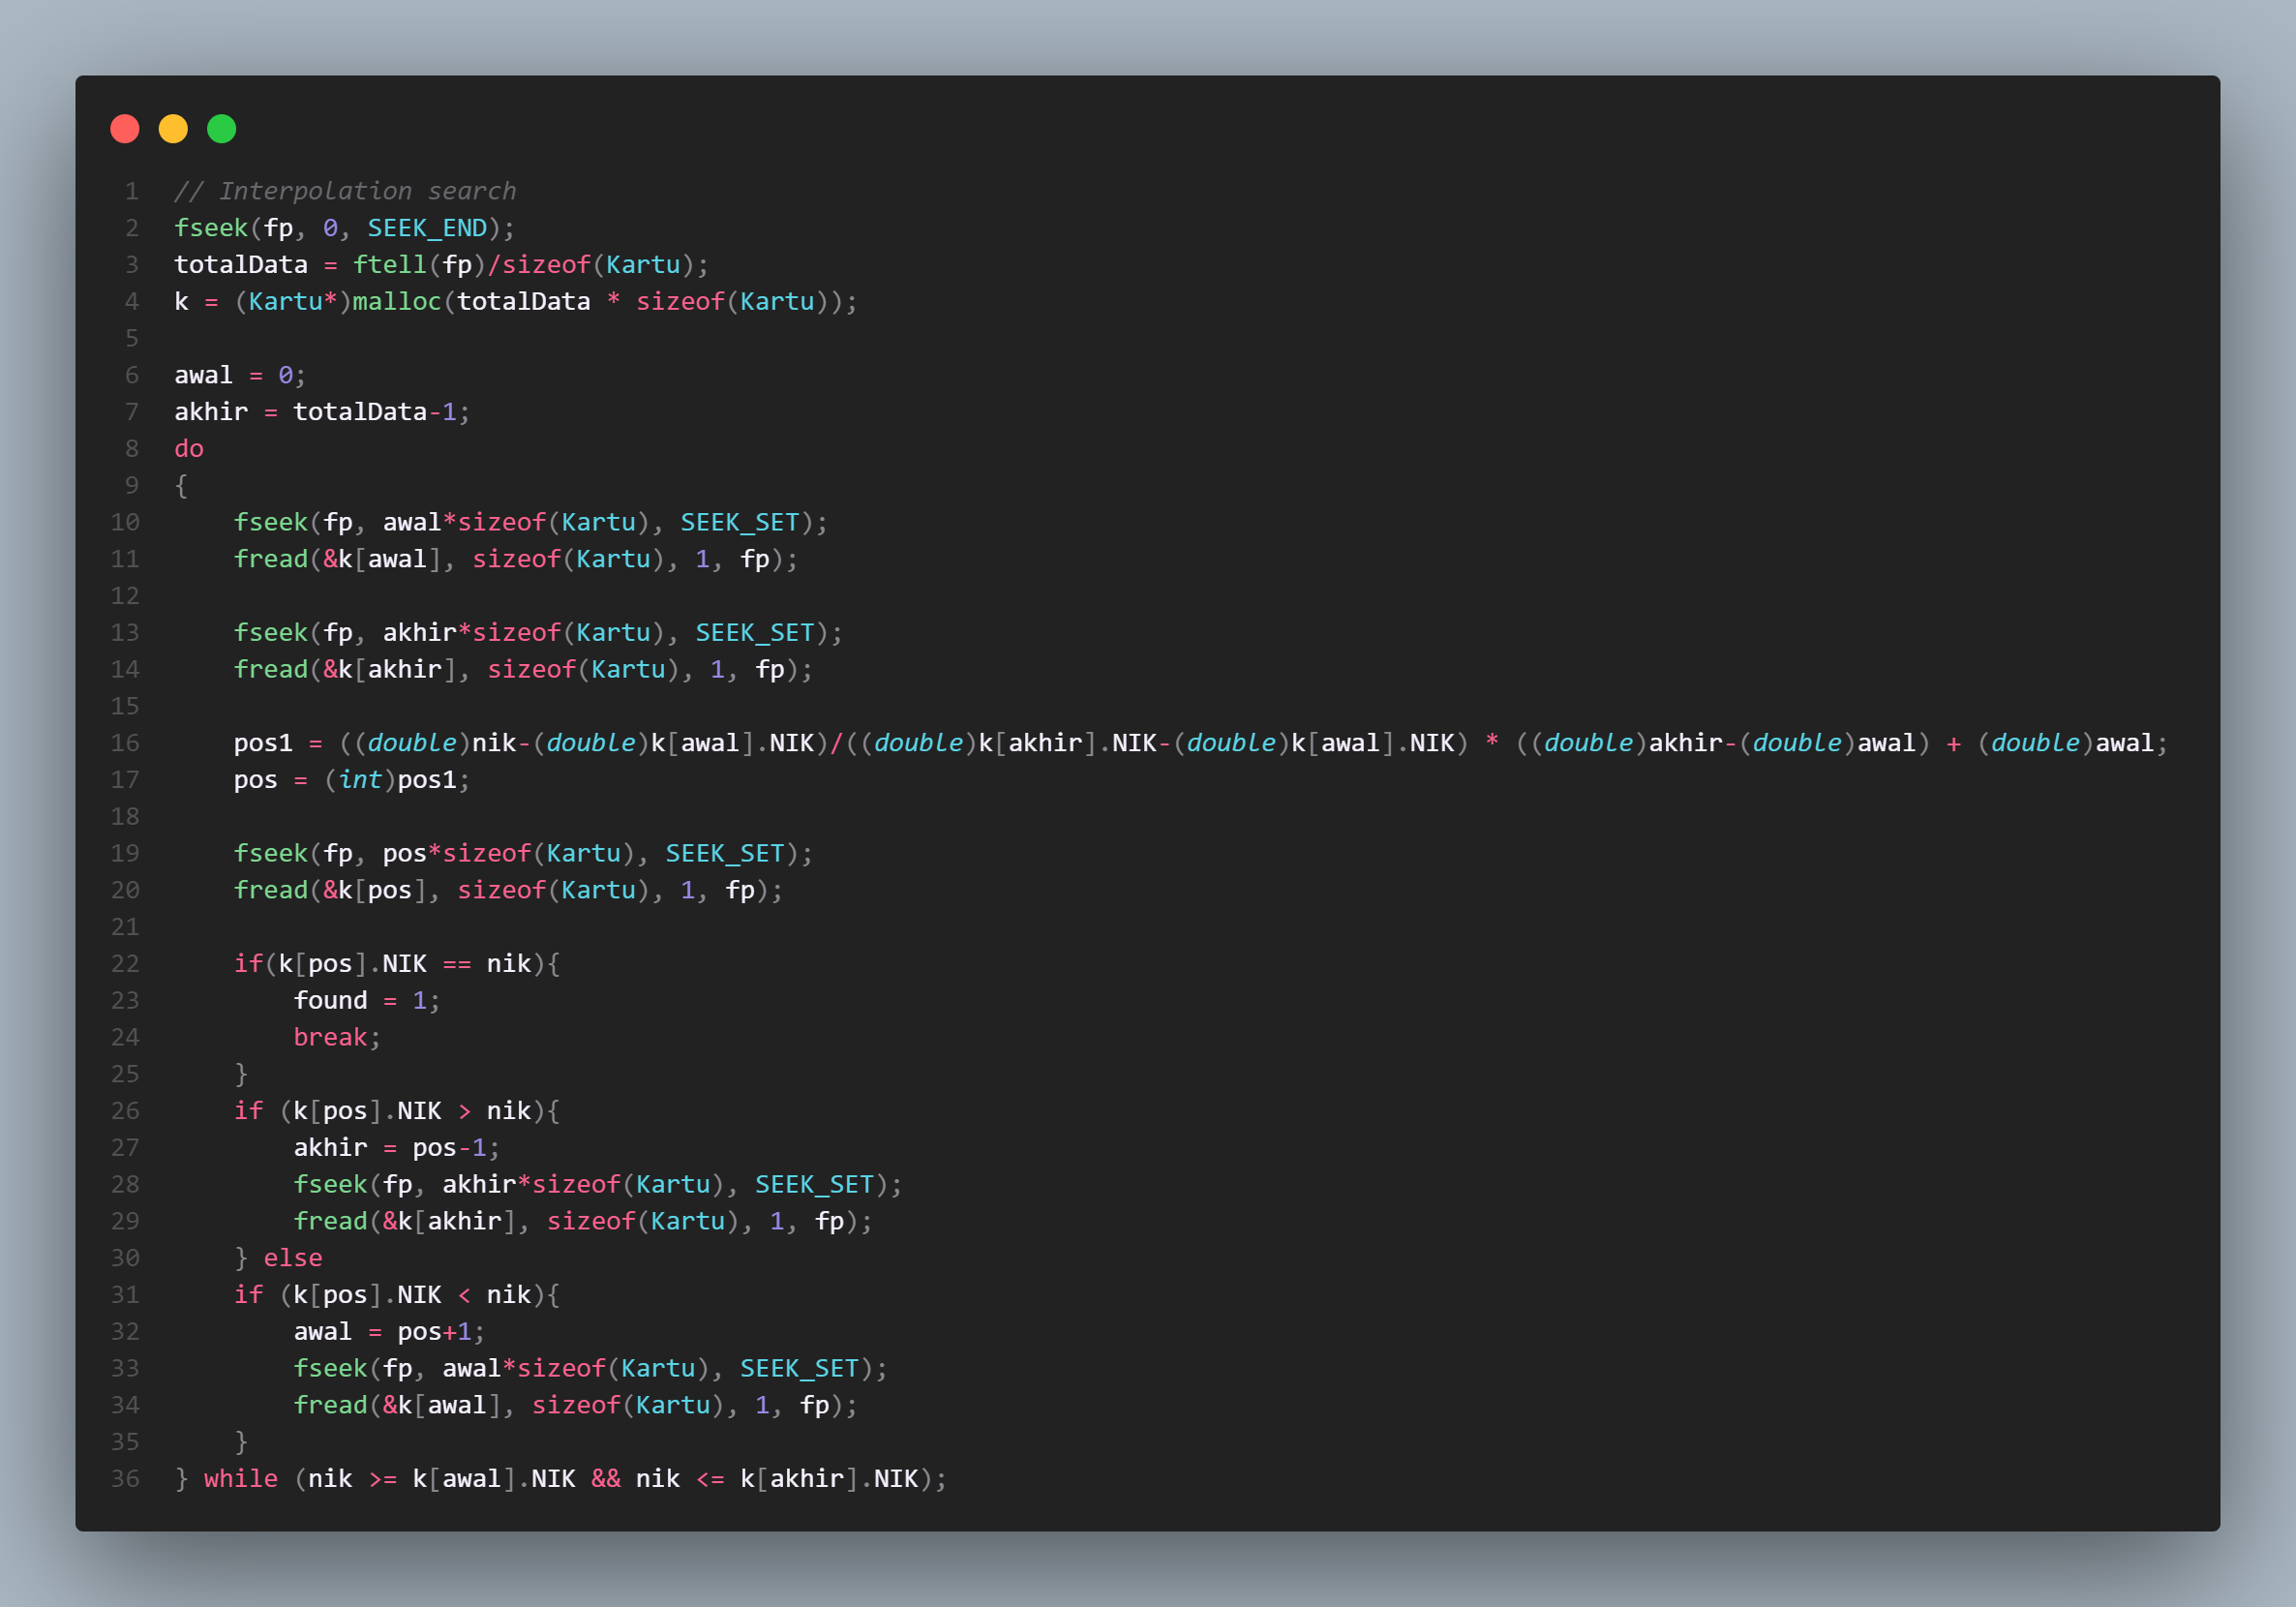 1 // Interpolation search
2 fseek(fp, 0, SEEK_END);
3 totalData = ftell(fp)/sizeof(Kartu);
4 k = (Kartu*)malloc(totalData * sizeof(Kartu));
5
6 awal = 0;
7 akhir = totalData-1;
8 do
9 {
10     fseek(fp, awal*sizeof(Kartu), SEEK_SET);
11     fread(&k[awal], sizeof(Kartu), 1, fp);
12
13     fseek(fp, akhir*sizeof(Kartu), SEEK_SET);
14     fread(&k[akhir], sizeof(Kartu), 1, fp);
15
16     pos1 = ((double)nik-(double)k[awal].NIK)/((double)k[akhir].NIK-(double)k[awal].NIK) * ((double)akhir-(double)awal) + (double)awal;
17     pos = (int)pos1;
18
19     fseek(fp, pos*sizeof(Kartu), SEEK_SET);
20     fread(&k[pos], sizeof(Kartu), 1, fp);
21
22     if(k[pos].NIK == nik){
23         found = 1;
24         break;
25     }
26     if (k[pos].NIK > nik){
27         akhir = pos-1;
28         fseek(fp, akhir*sizeof(Kartu), SEEK_SET);
29         fread(&k[akhir], sizeof(Kartu), 1, fp);
30     } else
31     if (k[pos].NIK < nik){
32         awal = pos+1;
33         fseek(fp, awal*sizeof(Kartu), SEEK_SET);
34         fread(&k[awal], sizeof(Kartu), 1, fp);
35     }
36 } while (nik >= k[awal].NIK && nik <= k[akhir].NIK);